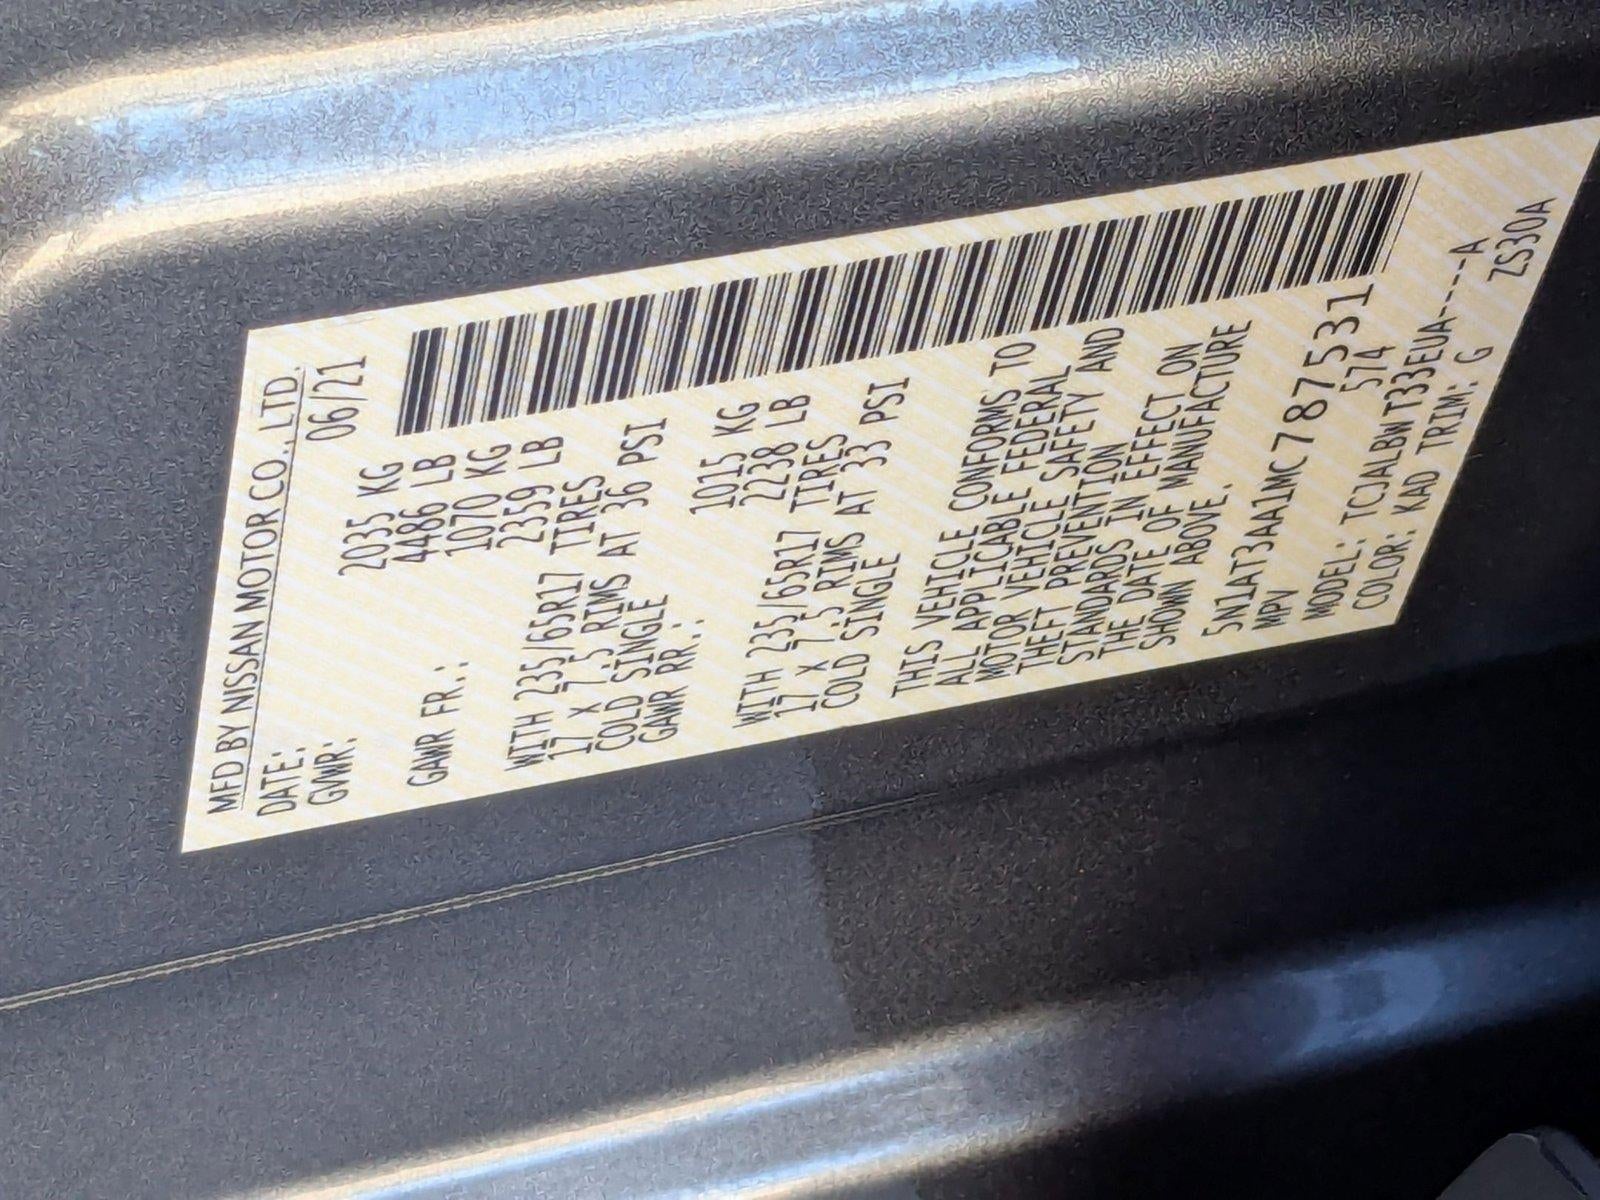 MFD BY NISSAN MOTOR CO., LTD.
DATE: 06/21
GVWR: 2035 KG
4486 LB
GAWR FR.: 1070 KG
2359 LB
WITH 235/65R17 TIRES
17 x 7.5 RIMS AT 36 PSI
COLD SINGLE
GAWR RR.: 1015 KG
2238 LB
WITH 235/65R17 TIRES
17 x 7.5 RIMS AT 33 PSI
COLD SINGLE
THIS VEHICLE CONFORMS TO
ALL APPLICABLE FEDERAL
MOTOR VEHICLE SAFETY AND
THEFT PREVENTION
STANDARDS IN EFFECT ON
THE DATE OF MANUFACTURE
SHOWN ABOVE.
5N1AT3AA1MC787531
MPV 574
MODEL: TCJALBWT333EUA-----A
COLOR: KAD TRIM: G ZS30A